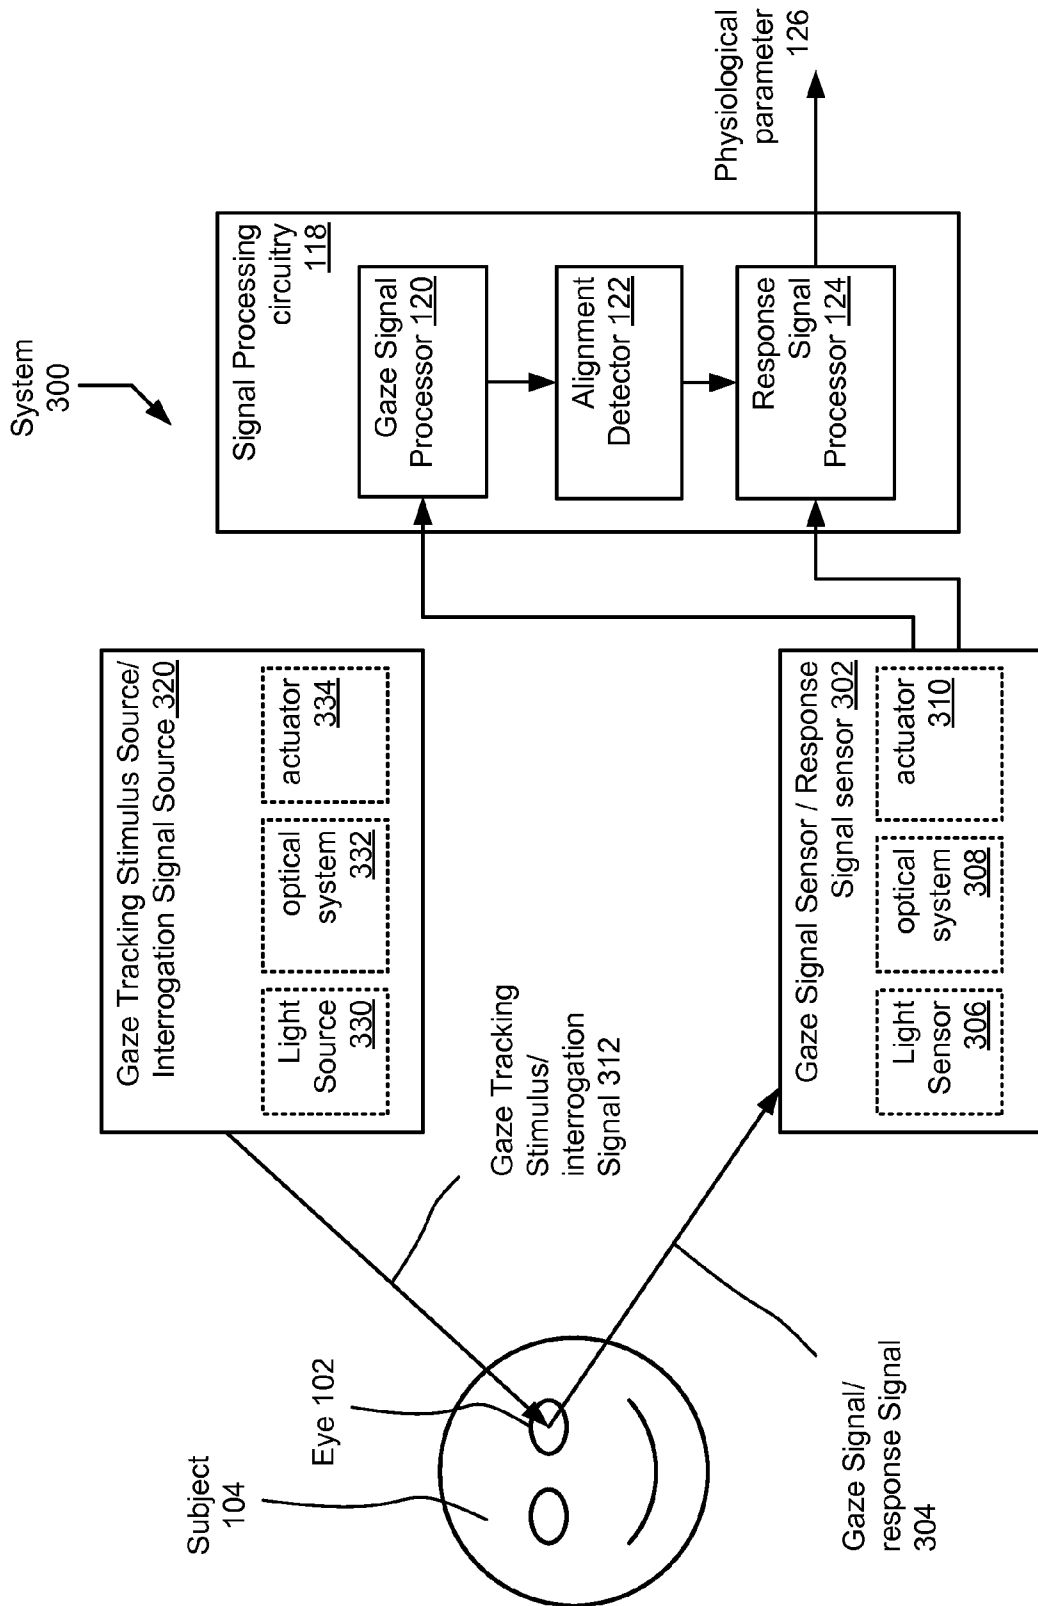 System
300
Gaze Tracking Stimulus Source/
Interrogation Signal Source 320
Light
Source
330
optical
system
332
actuator
334
Signal Processing
circuitry
118
Gaze Signal
Processor 120
Alignment
Detector 122
Response
Signal
Processor 124
Physiological
parameter
126
Subject
104
Eye 102
Gaze Tracking
Stimulus/
interrogation
Signal 312
Gaze Signal/
response Signal
304
Gaze Signal Sensor / Response
Signal sensor 302
Light
Sensor
306
optical
system
308
actuator
310